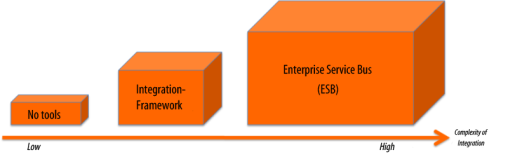 No tools
Integration-
Framework
Enterprise Service Bus
(ESB)
Low
High
Complexity of
Integration